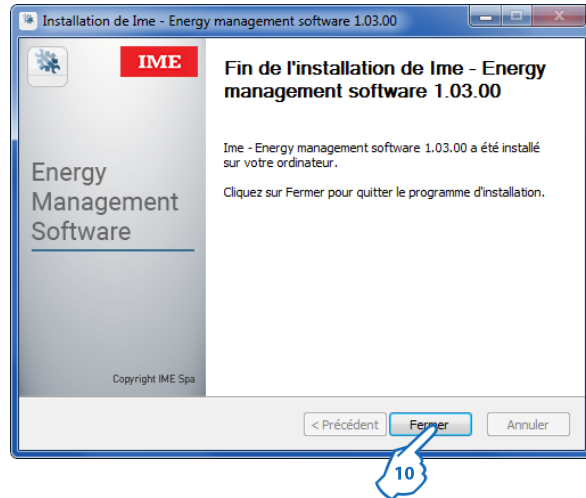 Installation de Ime - Energy management software 1.03.00
IME
Fin de l'installation de Ime - Energy
management software 1.03.00
Ime - Energy management software 1.03.00 a été installé
sur votre ordinateur.
Cliquez sur Fermer pour quitter le programme d'installation.
Energy
Management
Software
Copyright IME Spa
< Précédent
Fermer
Annuler
10